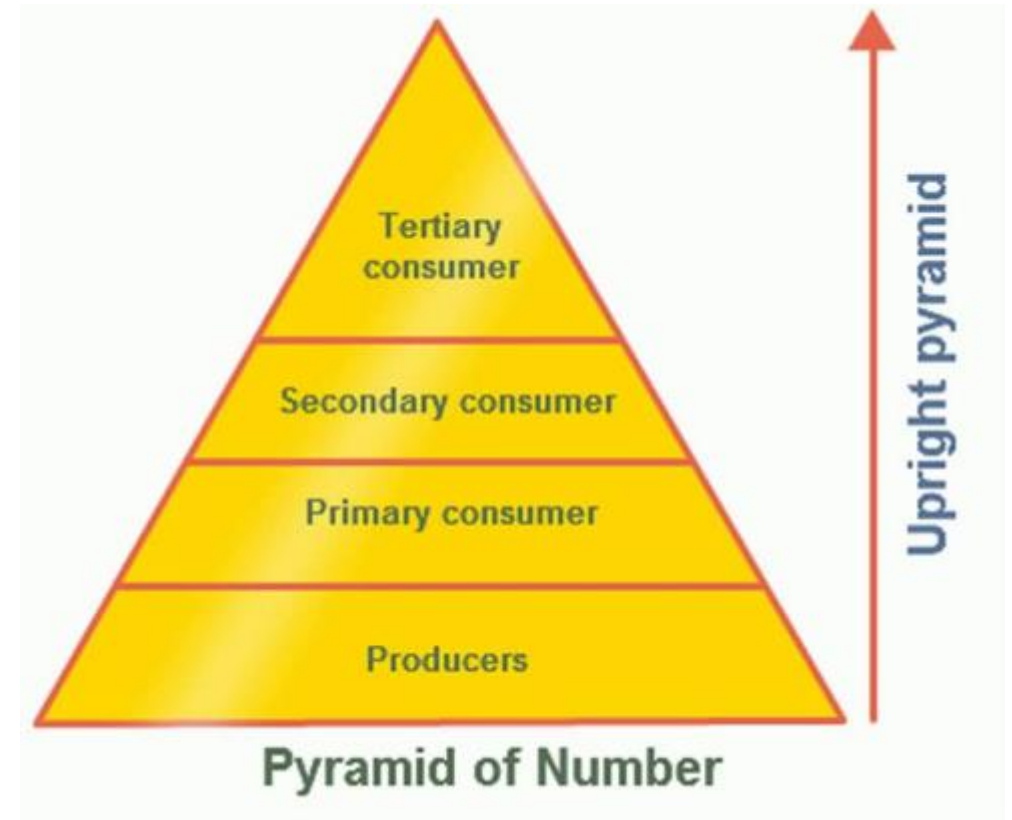 Tertiary
consumer
Secondary consumer
Primary consumer
Producers
Upright pyramid
Pyramid of Number